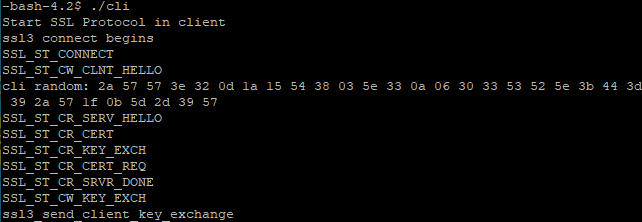 -bash-4.2$ ./cli
Start SSL Protocol in client
ssl3 connect begins
SSL_ST_CONNECT
SSL_ST_CW_CLNT_HELLO
cli random: 2a 57 57 3e 32 0d 1a 15 54 38 03 5e 33 0a 06 30 33 53 52 5e 3b 44 3d
39 2a 57 1f 0b 5d 2d 39 57
SSL_ST_CR_SERV_HELLO
SSL_ST_CR_CERT
SSL_ST_CR_KEY_EXCH
SSL_ST_CR_CERT_REQ
SSL_ST_CR_SRVR_DONE
SSL_ST_CW_KEY_EXCH
ssl3_send_client_key_exchange